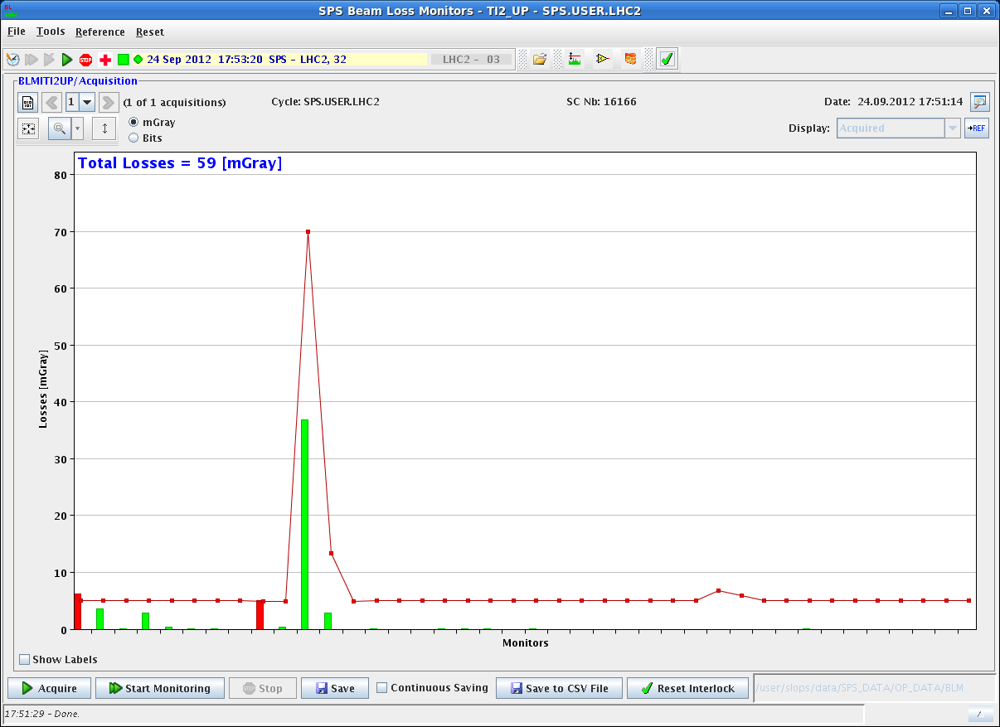 BL
SPS Beam Loss Monitors - TI2_UP - SPS.USER.LHC2
File Tools Reference Reset
STOP 24 Sep 2012 17:53:20 SPS - LHC2, 32 LHC2 - 03
BLMITI2UP/Acquisition
1 (1 of 1 acquisitions) Cycle: SPS.USER.LHC2 SC Nb: 16166 Date: 24.09.2012 17:51:14
mGray
Bits
Display: Acquired REF
Total Losses = 59 [mGray]
80
70
60
50
40
30
20
10
0
Losses [mGray]
Monitors
Show Labels
Acquire Start Monitoring STOP Stop Save Continuous Saving Save to CSV File Reset Interlock /user/slops/data/SPS_DATA/OP_DATA/BLM
17:51:29 - Done.